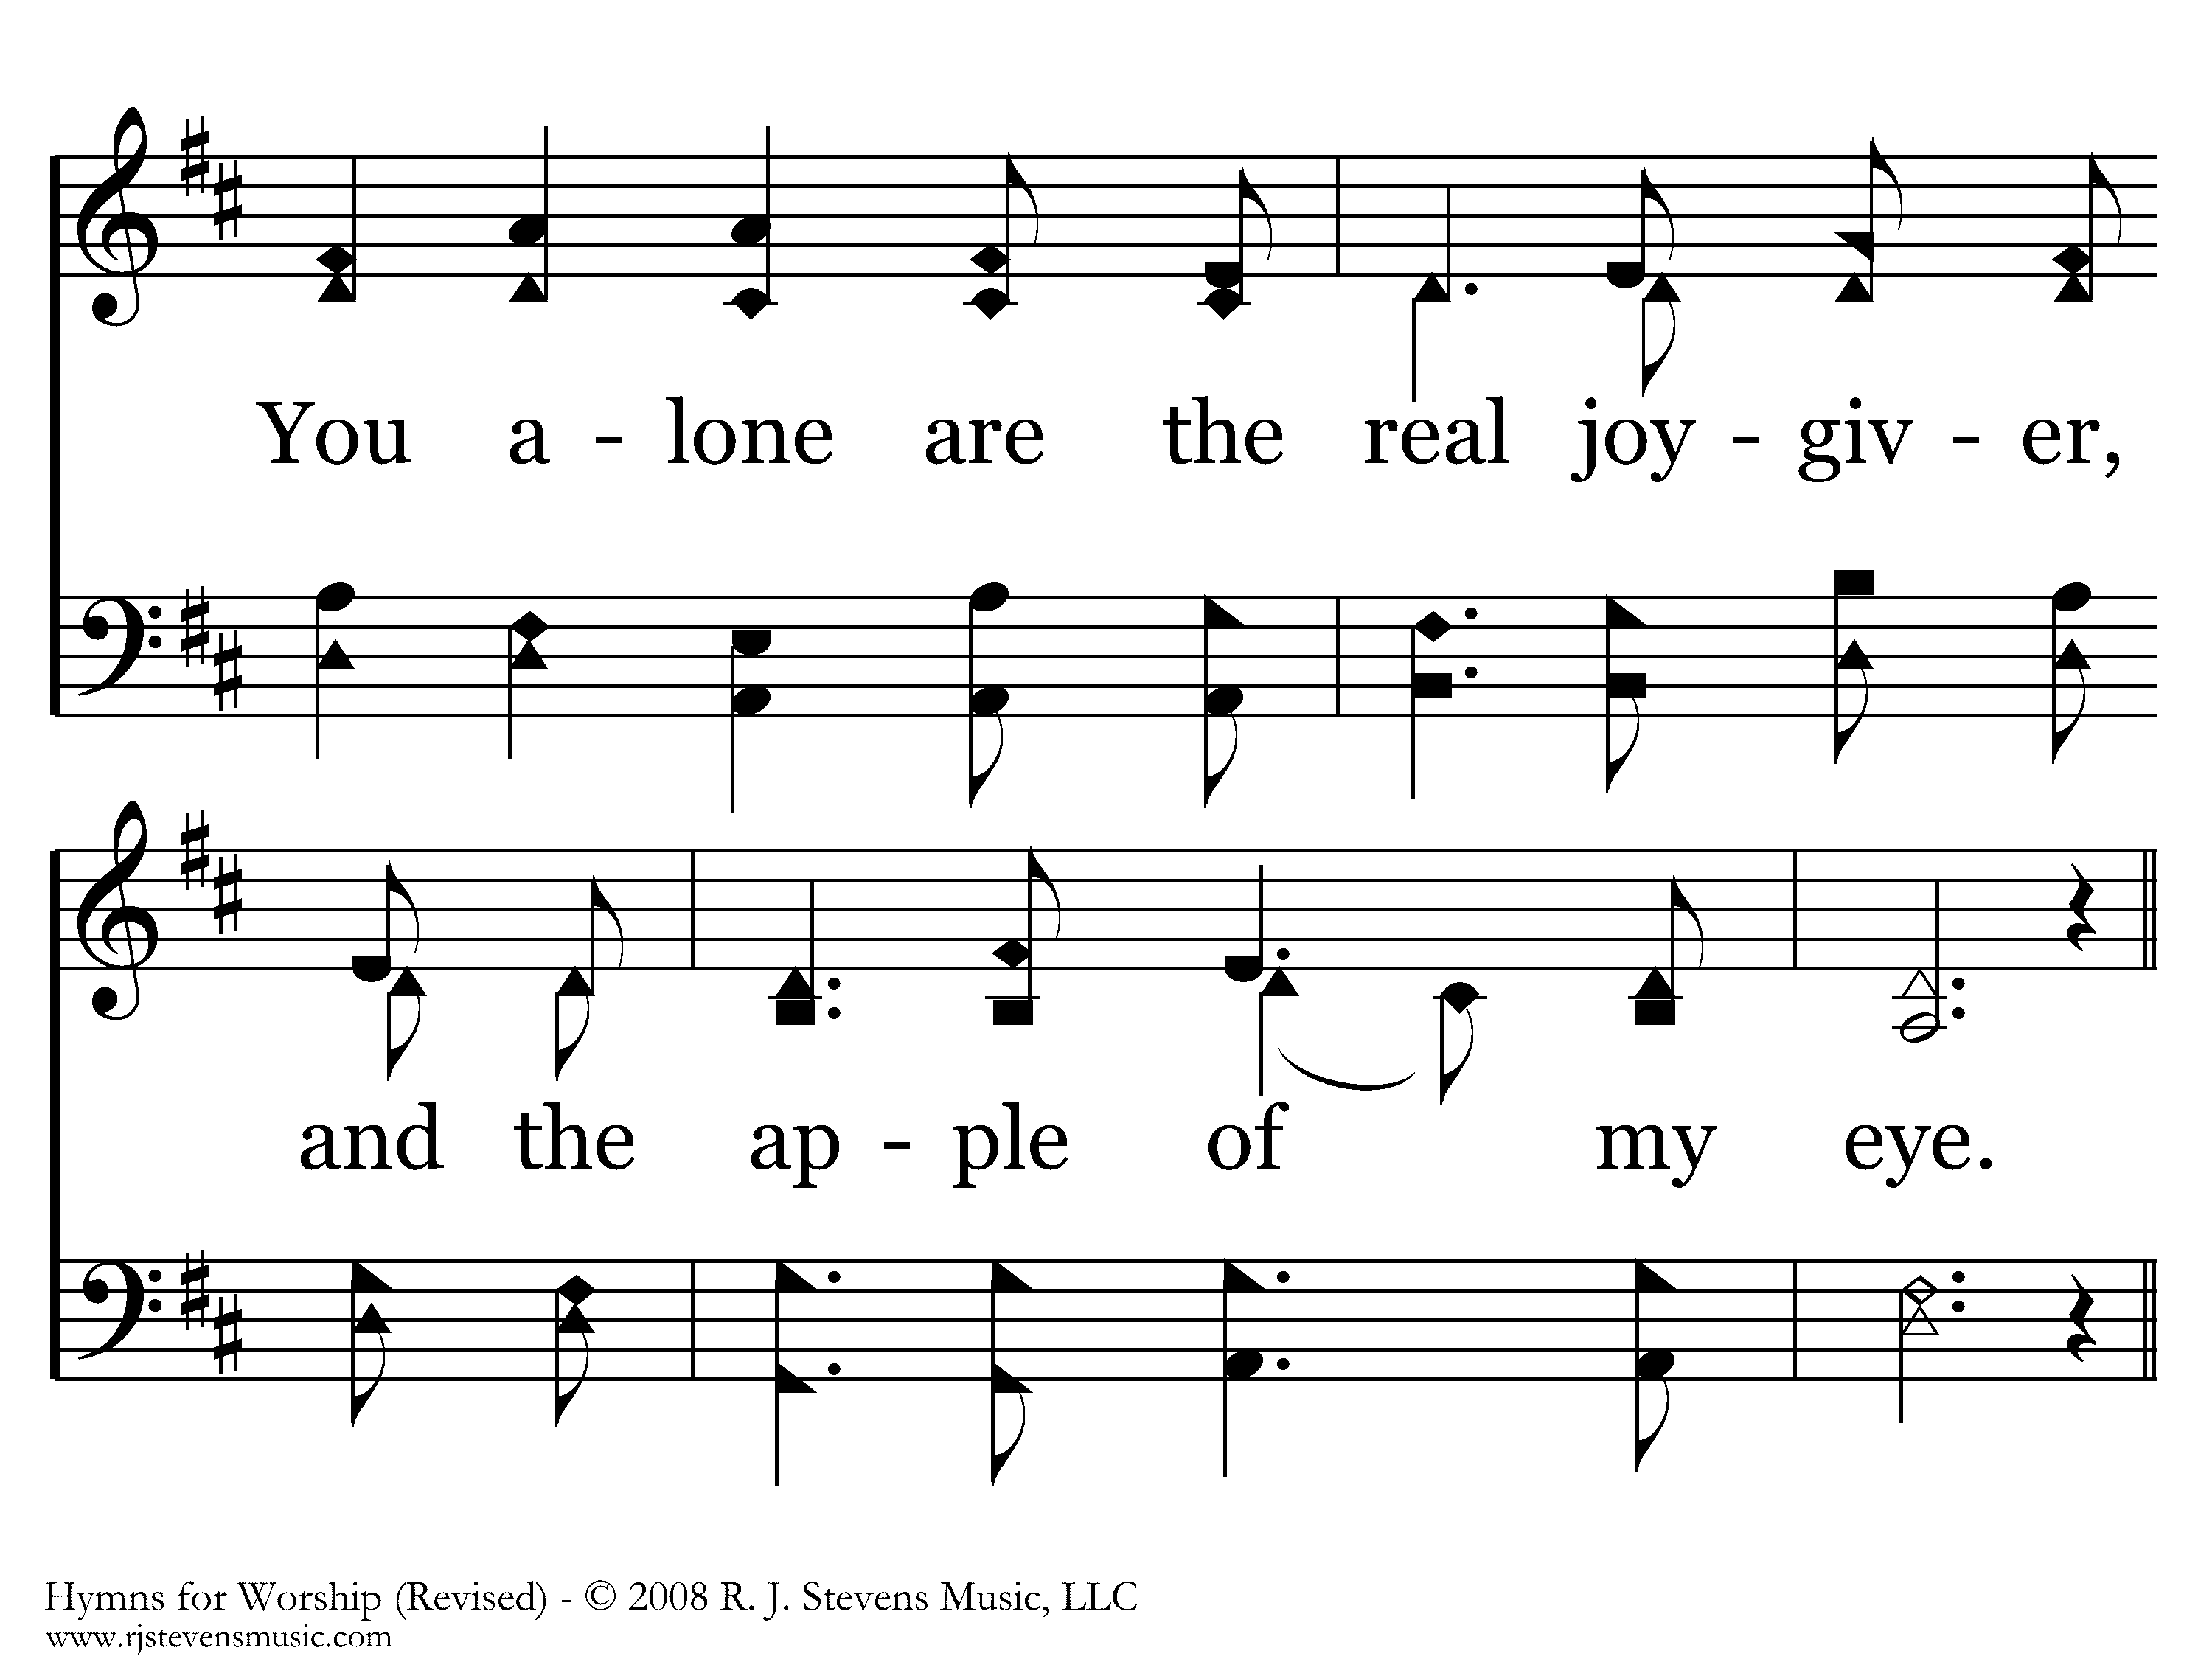 You a - lone are the real joy - giv - er,
and the ap - ple of my eye.
Hymns for Worship (Revised) - © 2008 R. J. Stevens Music, LLC
www.rjstevensmusic.com